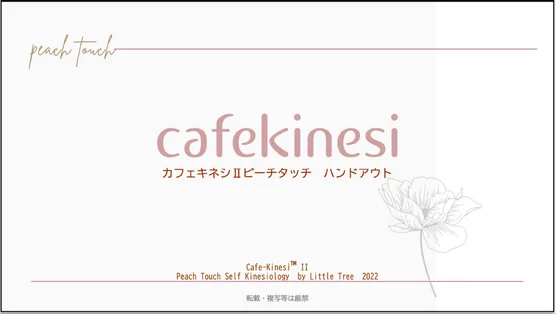 peach touch
cafekinesi
カフェキネシⅡピーチタッチ　ハンドアウト
Cafe-Kinesi™ II
Peach Touch Self Kinesiology by Little Tree 2022
転載・複写等は厳禁